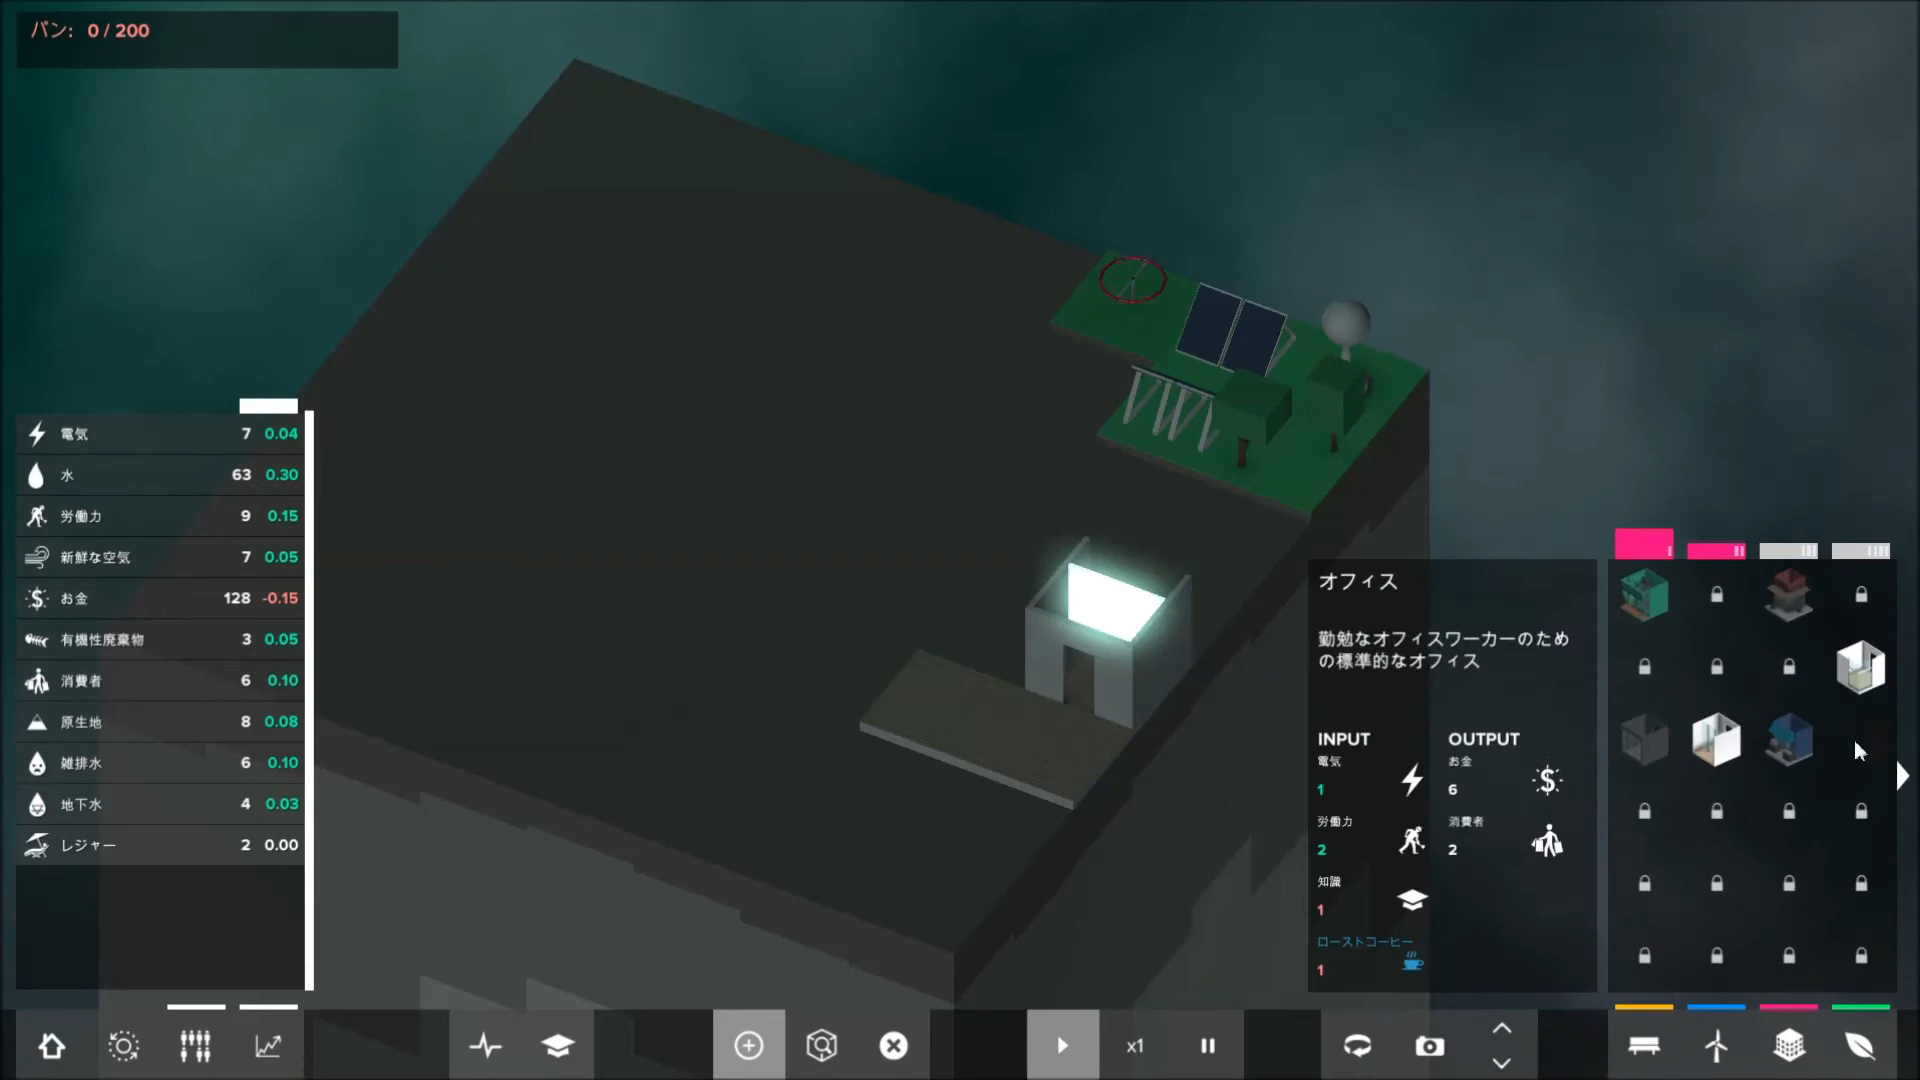 パン: 0 / 200
電気 7 0.04
水 63 0.30
労働力 9 0.15
新鮮な空気 7 0.05
お金 128 -0.15
有機性廃棄物 3 0.05
消費者 6 0.10
原生地 8 0.08
雑排水 6 0.10
地下水 4 0.03
レジャー 2 0.00
オフィス
勤勉なオフィスワーカーのため
の標準的なオフィス
INPUT
電気
1
労働力
2
知識
1
ローストコーヒー
1
OUTPUT
お金
6
消費者
2
x1